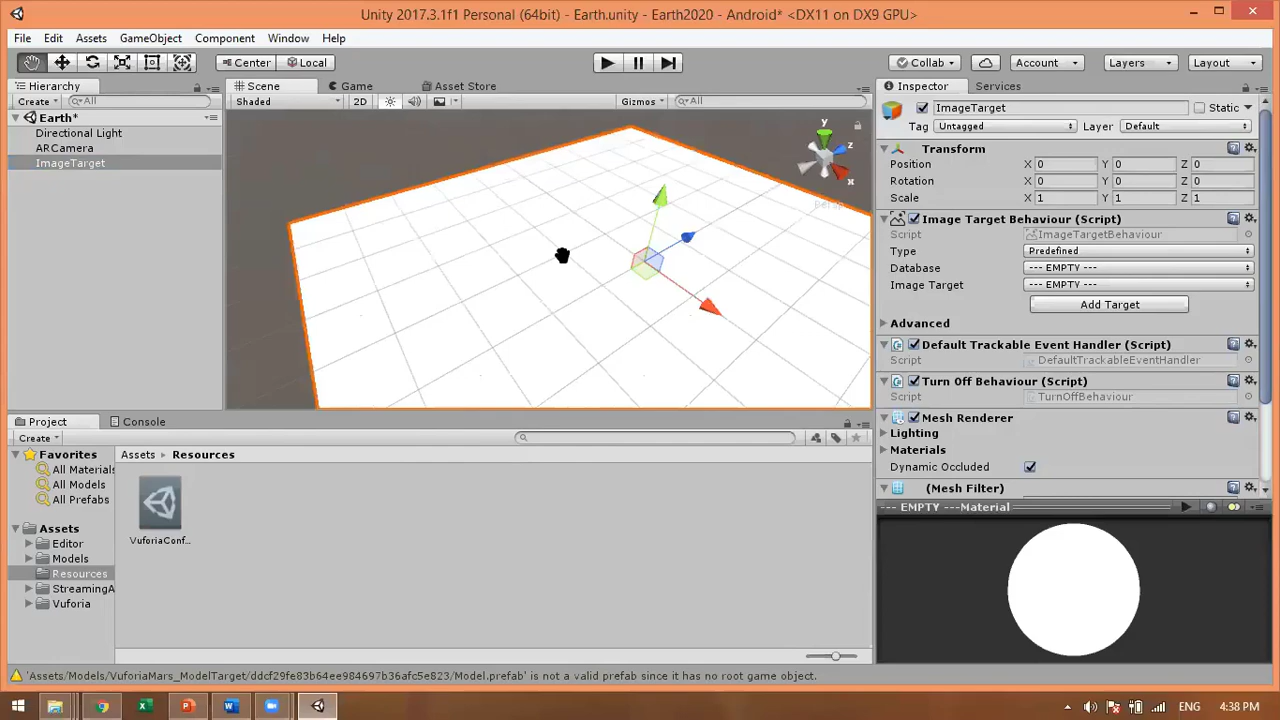 Unity 2017.3.1f1 Personal (64bit) - Earth.unity - Earth2020 - Android* <DX11 on DX9 GPU>
File Edit Assets GameObject Component Window Help
Center Local Collab Account Layers Layout
Hierarchy Scene Game Asset Store Inspector Services
Create All Shaded 2D Gizmos All
ImageTarget Static
Earth*
Tag Untagged Layer Default
Directional Light
ARCamera
ImageTarget
y
z
x
Persp
Transform
Position X 0 Y 0 Z 0
Rotation X 0 Y 0 Z 0
Scale X 1 Y 1 Z 1
Image Target Behaviour (Script)
Script ImageTargetBehaviour
Type Predefined
Database --- EMPTY ---
Image Target --- EMPTY ---
Add Target
Advanced
Default Trackable Event Handler (Script)
Script DefaultTrackableEventHandler
Turn Off Behaviour (Script)
Script TurnOffBehaviour
Mesh Renderer
Lighting
Materials
Dynamic Occluded
(Mesh Filter)
--- EMPTY ---Material
Project Console
Create
Favorites
All Materials
All Models
All Prefabs
Assets
Editor
Models
Resources
StreamingA
Vuforia
Assets Resources
VuforiaConf...
'Assets/Models/VuforiaMars_ModelTarget/ddcf29fe83b64ee984697b36afc5e823/Model.prefab' is not a valid prefab since it has no root game object.
ENG 4:38 PM